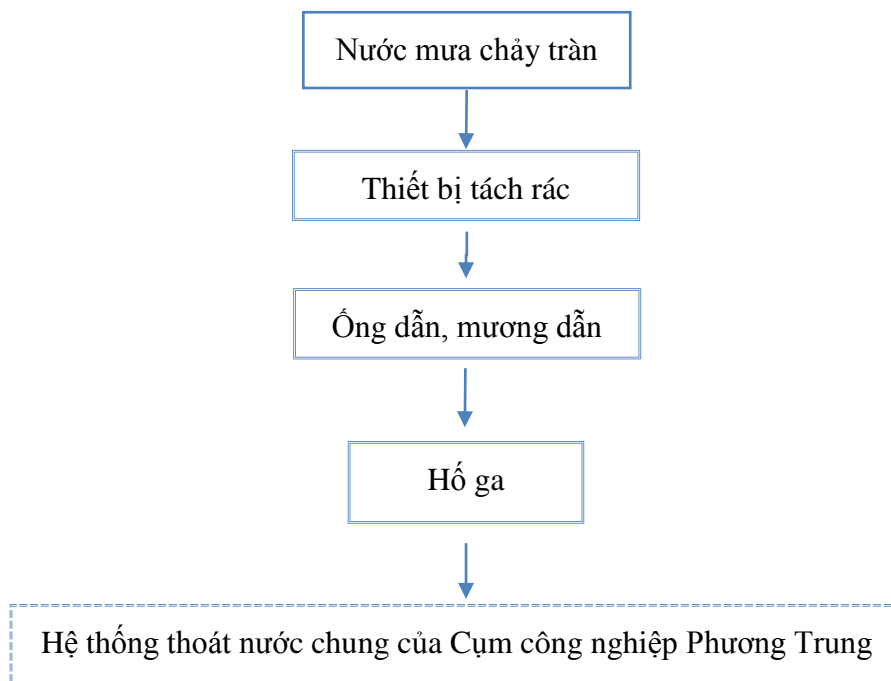 Nước mưa chảy tràn
Thiết bị tách rác
Ống dẫn, mương dẫn
Hố ga
Hệ thống thoát nước chung của Cụm công nghiệp Phương Trung